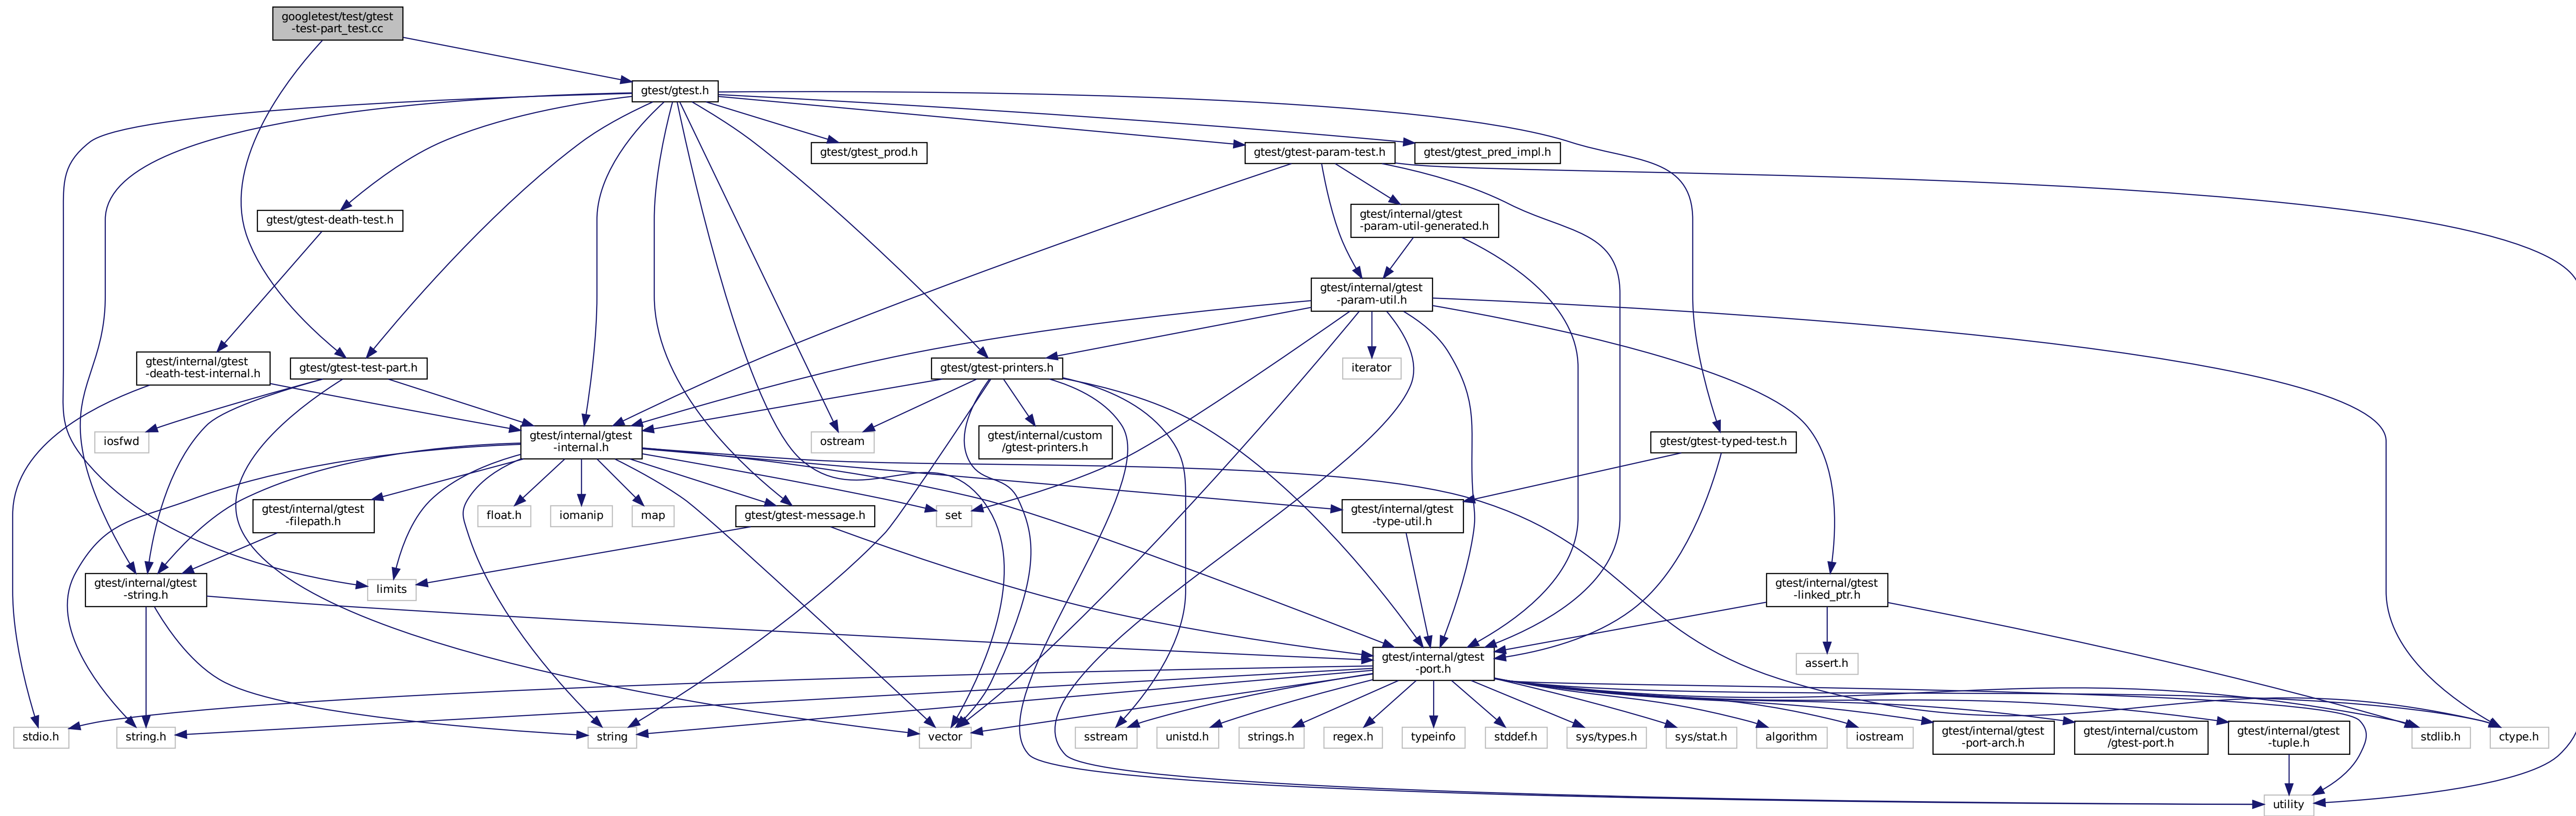 googletest/test/gtest
-test-part_test.cc
gtest/gtest.h
gtest/gtest_prod.h
gtest/gtest-param-test.h
gtest/gtest_pred_impl.h
gtest/gtest-death-test.h
gtest/internal/gtest
-param-util-generated.h
gtest/internal/gtest
-param-util.h
gtest/internal/gtest
-death-test-internal.h
gtest/gtest-test-part.h
gtest/gtest-printers.h
iterator
iosfwd
gtest/internal/gtest
-internal.h
ostream
gtest/internal/custom
/gtest-printers.h
gtest/gtest-typed-test.h
gtest/internal/gtest
-filepath.h
float.h
iomanip
map
gtest/gtest-message.h
set
gtest/internal/gtest
-type-util.h
gtest/internal/gtest
-string.h
limits
gtest/internal/gtest
-linked_ptr.h
gtest/internal/gtest
-port.h
assert.h
stdio.h
string.h
string
vector
sstream
unistd.h
strings.h
regex.h
typeinfo
stddef.h
sys/types.h
sys/stat.h
algorithm
iostream
gtest/internal/gtest
-port-arch.h
gtest/internal/custom
/gtest-port.h
gtest/internal/gtest
-tuple.h
stdlib.h
ctype.h
utility